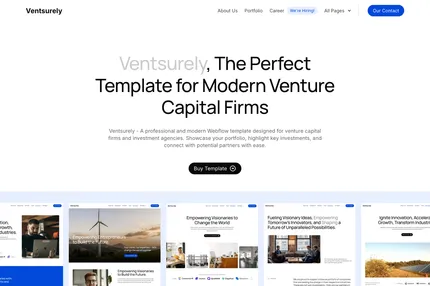 Ventsurely
About Us Portfolio Career We're Hiring! All Pages Our Contact
Ventsurely, The Perfect
Template for Modern Venture
Capital Firms
Ventsurely - A professional and modern Webflow template designed for venture capital
firms and investment agencies. Showcase your portfolio, highlight key investments, and
connect with potential partners with ease.
Buy Template
Empowering Visionaries to
Change the World
Fueling Visionary Ideas, Empowering
Tomorrow's Innovators, and Shaping a
Future of Unparalleled Possibilities.
Ignite Innovation, Accelerate
Growth, Transform Industries
Empowering Visionaries to
Build the Future.